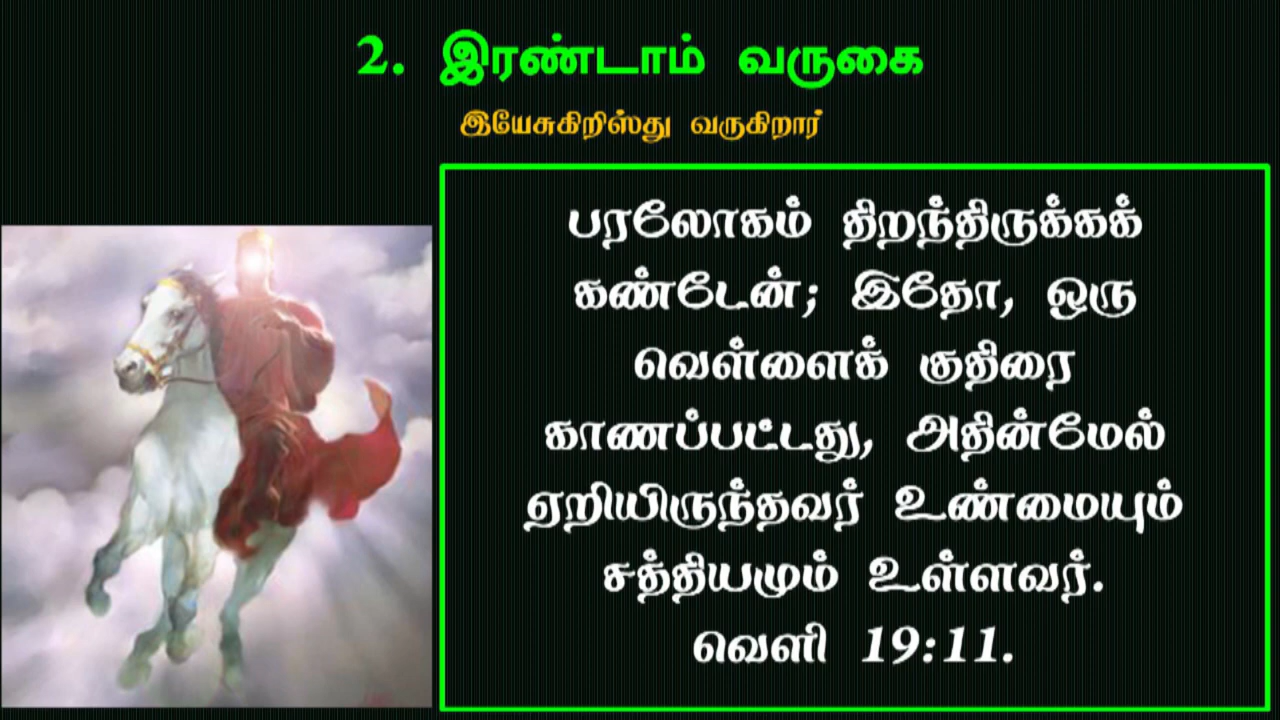 2. இரண்டாம் வருகை
இயேசுகிறிஸ்து வருகிறார்
பரலோகம் திறந்திருக்கக்
கண்டேன்; இதோ, ஒரு
வெள்ளைக் குதிரை
காணப்பட்டது, அதின்மேல்
ஏறியிருந்தவர் உண்மையும்
சத்தியமும் உள்ளவர்.
வெளி 19:11.